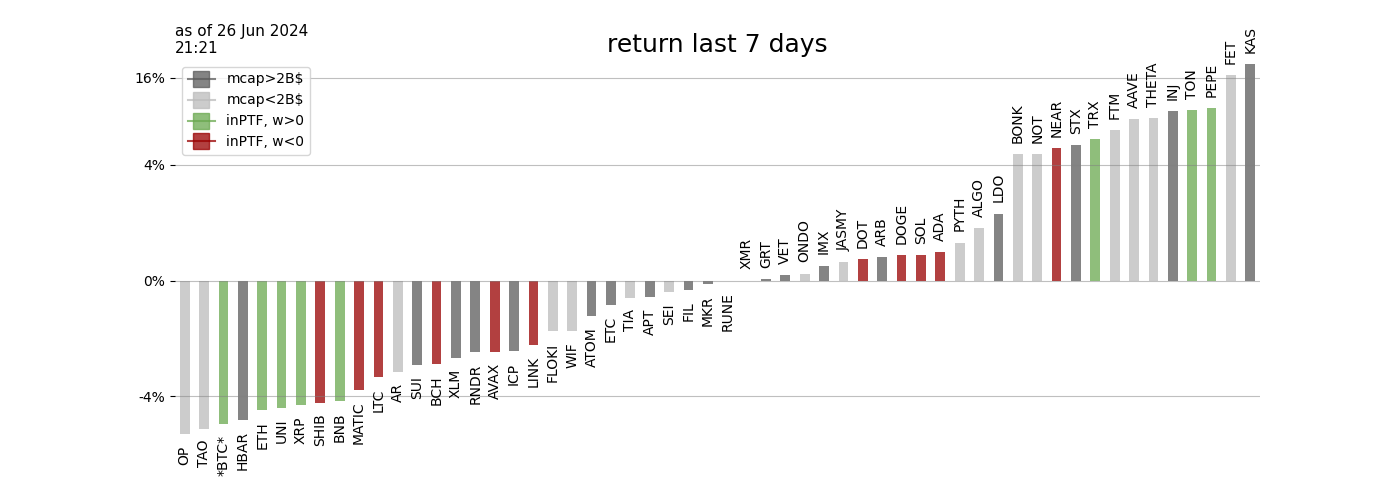 as of 26 Jun 2024
21:21
return last 7 days
mcap>2B$
mcap<2B$
inPTF, w>0
inPTF, w<0
16%
4%
0%
-4%
OP
TAO
*BTC*
HBAR
ETH
UNI
XRP
SHIB
BNB
MATIC
LTC
AR
SUI
BCH
XLM
RNDR
AVAX
ICP
LINK
FLOKI
WIF
ATOM
ETC
TIA
APT
SEI
FIL
MKR
RUNE
XMR
GRT
VET
ONDO
IMX
JASMY
DOT
ARB
DOGE
SOL
ADA
PYTH
ALGO
LDO
BONK
NOT
NEAR
STX
TRX
FTM
AAVE
THETA
INJ
TON
PEPE
FET
KAS